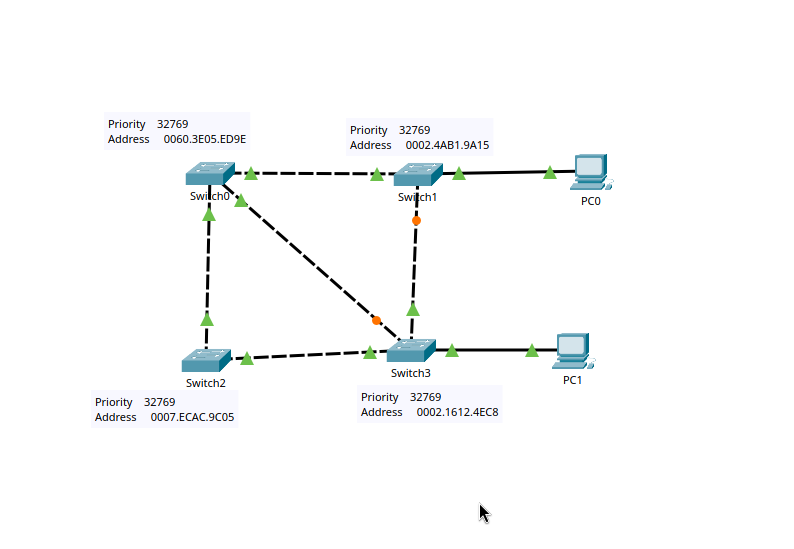 Priority 32769
Address 0060.3E05.ED9E
Priority 32769
Address 0002.4AB1.9A15
Switch0
Switch1
PC0
Switch2
Switch3
PC1
Priority 32769
Address 0007.ECAC.9C05
Priority 32769
Address 0002.1612.4EC8